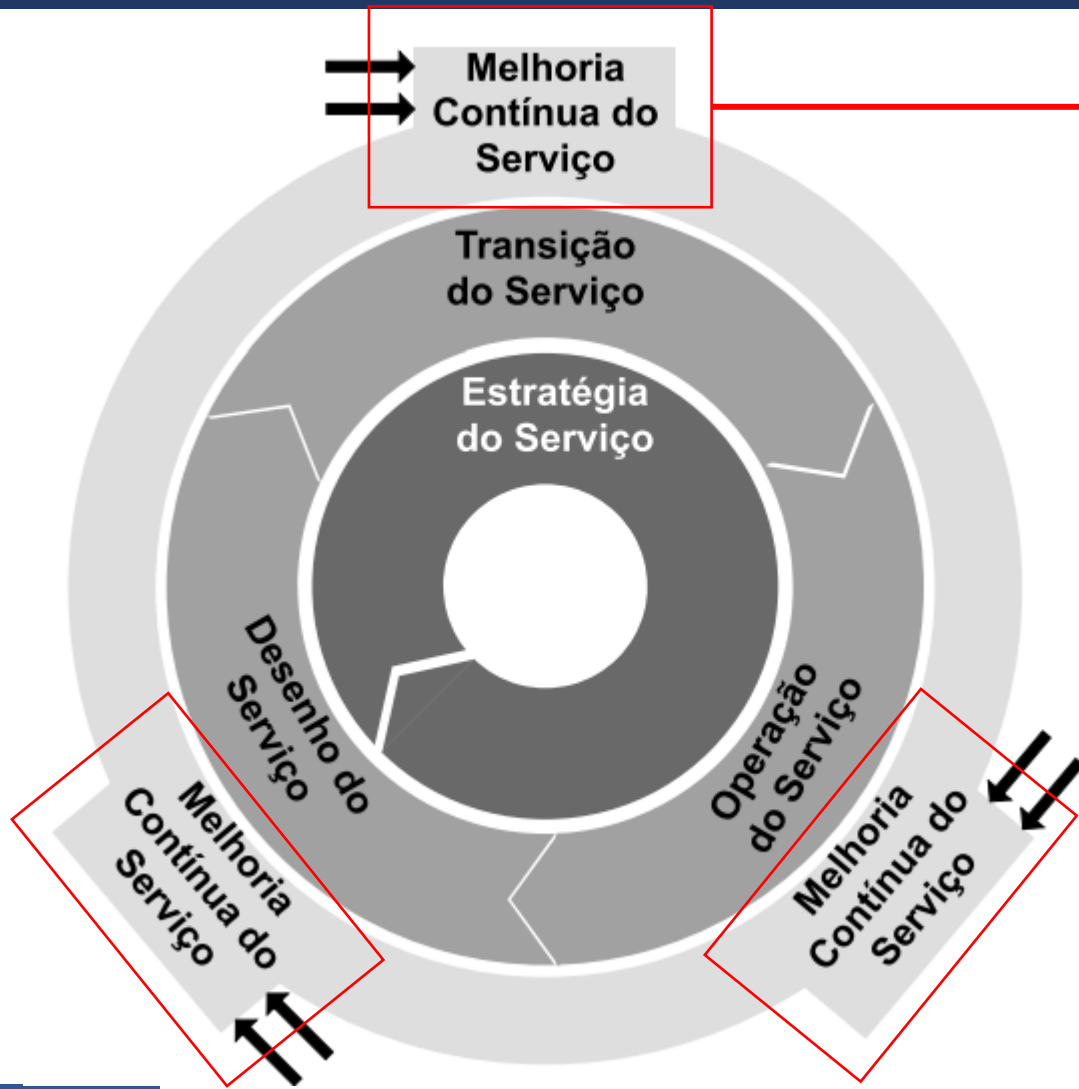 Melhoria
Contínua do
Serviço
Transição
do Serviço
Estratégia
do Serviço
Desenho do
Serviço
Operação
do Serviço
Melhoria
Contínua do
Serviço
Melhoria
Contínua do
Serviço